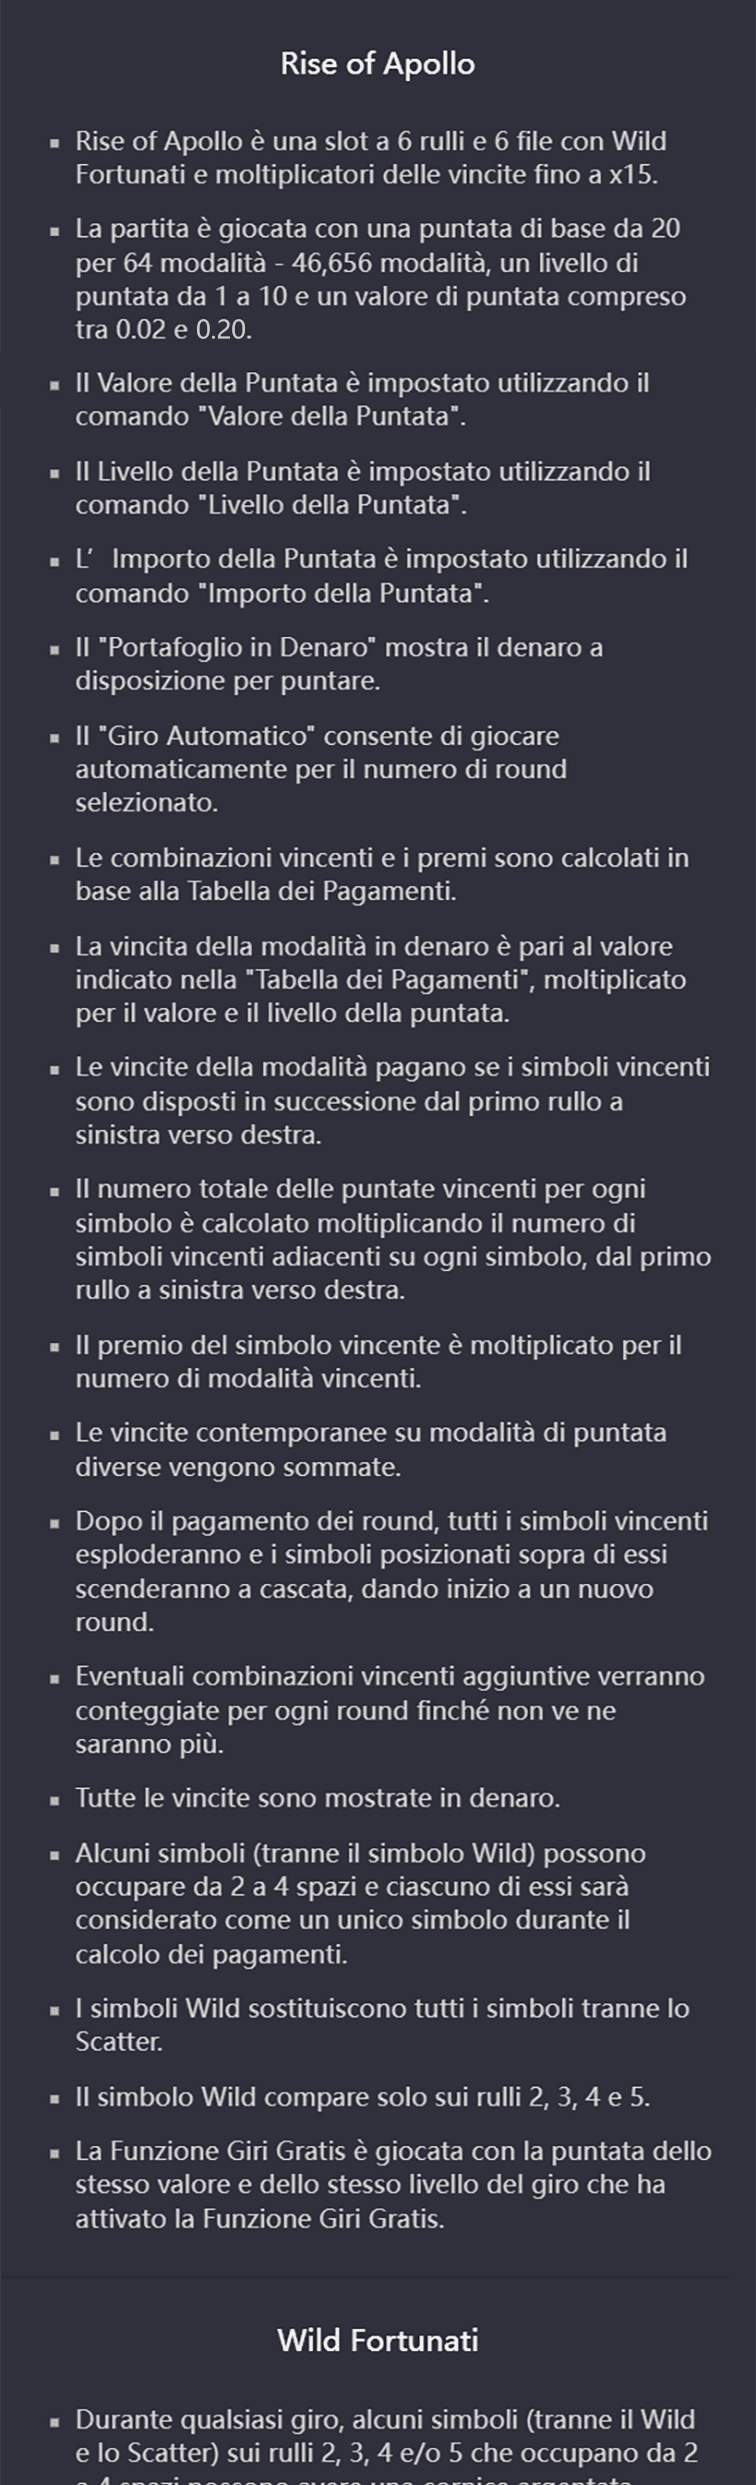 Rise of Apollo
▪ Rise of Apollo è una slot a 6 rulli e 6 file con Wild
Fortunati e moltiplicatori delle vincite fino a x15.
▪ La partita è giocata con una puntata di base da 20
per 64 modalità - 46,656 modalità, un livello di
puntata da 1 a 10 e un valore di puntata compreso
tra 0.02 e 0.20.
▪ Il Valore della Puntata è impostato utilizzando il
comando "Valore della Puntata".
▪ Il Livello della Puntata è impostato utilizzando il
comando "Livello della Puntata".
▪ L’ Importo della Puntata è impostato utilizzando il
comando "Importo della Puntata".
▪ Il "Portafoglio in Denaro" mostra il denaro a
disposizione per puntare.
▪ Il "Giro Automatico" consente di giocare
automaticamente per il numero di round
selezionato.
▪ Le combinazioni vincenti e i premi sono calcolati in
base alla Tabella dei Pagamenti.
▪ La vincita della modalità in denaro è pari al valore
indicato nella "Tabella dei Pagamenti", moltiplicato
per il valore e il livello della puntata.
▪ Le vincite della modalità pagano se i simboli vincenti
sono disposti in successione dal primo rullo a
sinistra verso destra.
▪ Il numero totale delle puntate vincenti per ogni
simbolo è calcolato moltiplicando il numero di
simboli vincenti adiacenti su ogni simbolo, dal primo
rullo a sinistra verso destra.
▪ Il premio del simbolo vincente è moltiplicato per il
numero di modalità vincenti.
▪ Le vincite contemporanee su modalità di puntata
diverse vengono sommate.
▪ Dopo il pagamento dei round, tutti i simboli vincenti
esploderanno e i simboli posizionati sopra di essi
scenderanno a cascata, dando inizio a un nuovo
round.
▪ Eventuali combinazioni vincenti aggiuntive verranno
conteggiate per ogni round finché non ve ne
saranno più.
▪ Tutte le vincite sono mostrate in denaro.
▪ Alcuni simboli (tranne il simbolo Wild) possono
occupare da 2 a 4 spazi e ciascuno di essi sarà
considerato come un unico simbolo durante il
calcolo dei pagamenti.
▪ I simboli Wild sostituiscono tutti i simboli tranne lo
Scatter.
▪ Il simbolo Wild compare solo sui rulli 2, 3, 4 e 5.
▪ La Funzione Giri Gratis è giocata con la puntata dello
stesso valore e dello stesso livello del giro che ha
attivato la Funzione Giri Gratis.
Wild Fortunati
▪ Durante qualsiasi giro, alcuni simboli (tranne il Wild
e lo Scatter) sui rulli 2, 3, 4 e/o 5 che occupano da 2